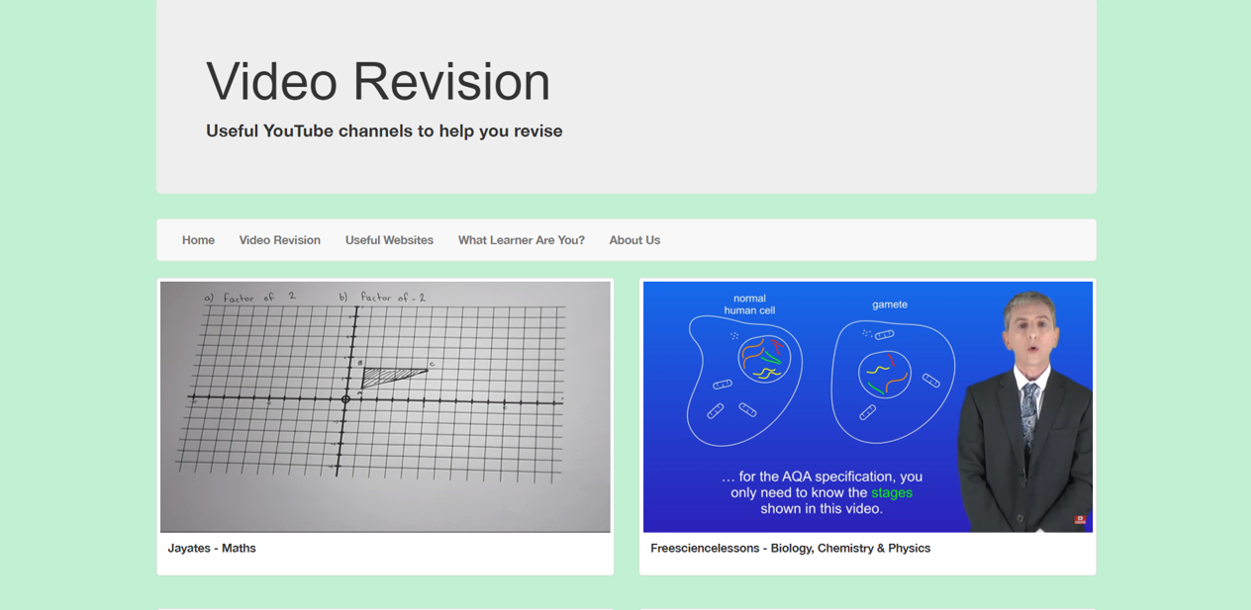 Video Revision
Useful YouTube channels to help you revise
Home Video Revision Useful Websites What Learner Are You? About Us
a) Factor of 2 b) Factor of -2
B C
A
Jayates - Maths
normal
human cell
gamete
... for the AQA specification, you
only need to know the stages
shown in this video.
Freesciencelessons - Biology, Chemistry & Physics